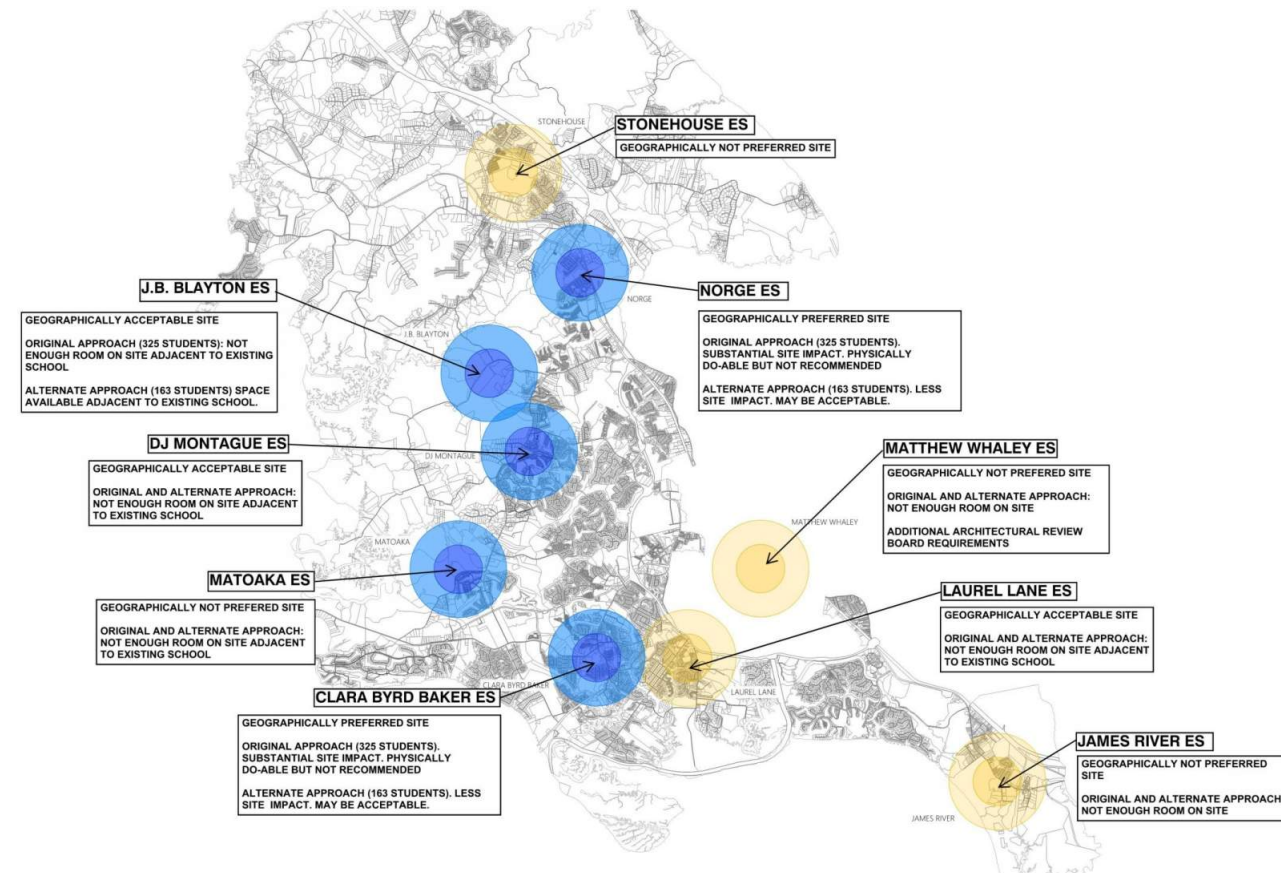 STONEHOUSE
STONEHOUSE ES
GEOGRAPHICALLY NOT PREFERRED SITE
J.B. BLAYTON ES
GEOGRAPHICALLY ACCEPTABLE SITE
ORIGINAL APPROACH (325 STUDENTS): NOT
ENOUGH ROOM ON SITE ADJACENT TO EXISTING
SCHOOL
ALTERNATE APPROACH (163 STUDENTS) SPACE
AVAILABLE ADJACENT TO EXISTING SCHOOL.
J.B. BLAYTON
NORGE
NORGE ES
GEOGRAPHICALLY PREFERRED SITE
ORIGINAL APPROACH (325 STUDENTS).
SUBSTANTIAL SITE IMPACT. PHYSICALLY
DO-ABLE BUT NOT RECOMMENDED
ALTERNATE APPROACH (163 STUDENTS). LESS
SITE IMPACT. MAY BE ACCEPTABLE.
DJ MONTAGUE ES
GEOGRAPHICALLY ACCEPTABLE SITE
ORIGINAL AND ALTERNATE APPROACH:
NOT ENOUGH ROOM ON SITE ADJACENT
TO EXISTING SCHOOL
DJ MONTAGUE
MATTHEW WHALEY ES
GEOGRAPHICALLY NOT PREFERED SITE
ORIGINAL AND ALTERNATE APPROACH:
NOT ENOUGH ROOM ON SITE
ADDITIONAL ARCHITECTURAL REVIEW
BOARD REQUIREMENTS
MATTHEW WHALEY
MATOAKA
MATOAKA ES
GEOGRAPHICALLY NOT PREFERED SITE
ORIGINAL AND ALTERNATE APPROACH:
NOT ENOUGH ROOM ON SITE ADJACENT
TO EXISTING SCHOOL
LAUREL LANE ES
GEOGRAPHICALLY ACCEPTABLE SITE
ORIGINAL AND ALTERNATE APPROACH:
NOT ENOUGH ROOM ON SITE ADJACENT
TO EXISTING SCHOOL
CLARA BYRD BAKER
LAUREL LANE
CLARA BYRD BAKER ES
GEOGRAPHICALLY PREFERRED SITE
ORIGINAL APPROACH (325 STUDENTS).
SUBSTANTIAL SITE IMPACT. PHYSICALLY
DO-ABLE BUT NOT RECOMMENDED
ALTERNATE APPROACH (163 STUDENTS). LESS
SITE IMPACT. MAY BE ACCEPTABLE.
JAMES RIVER ES
GEOGRAPHICALLY NOT PREFERRED
SITE
ORIGINAL AND ALTERNATE APPROACH:
NOT ENOUGH ROOM ON SITE
JAMES RIVER